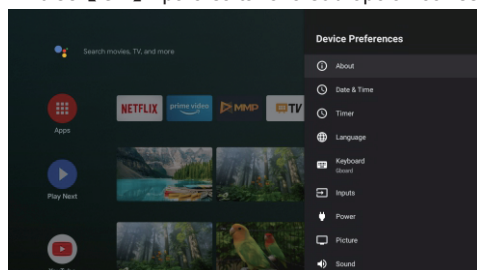 Search movies, TV, and more
Apps
NETFLIX
prime video
MMP
TV
Play Next
Device Preferences
About
Date & Time
Timer
Language
Keyboard
Gboard
Inputs
Power
Picture
Sound